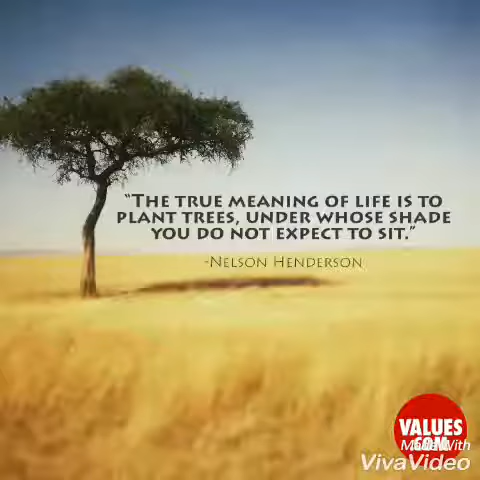 "The true meaning of life is to
plant trees, under whose shade
you do not expect to sit."
-Nelson Henderson
VALUES
.COM
Made With
VivaVideo